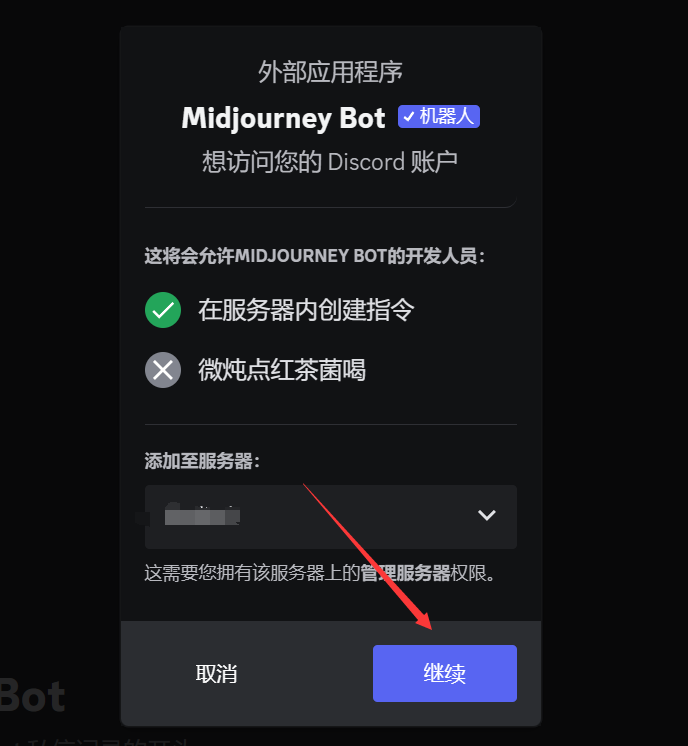 外部应用程序
Midjourney Bot 机器人
想访问您的 Discord 账户
这将会允许MIDJOURNEY BOT的开发人员：
在服务器内创建指令
微炖点红茶菌喝
添加至服务器：
这需要您拥有该服务器上的管理服务器权限。
取消 继续
Bot